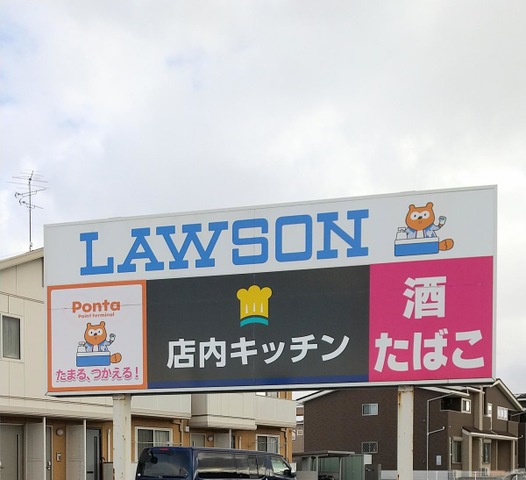 LAWSON
Ponta
Point terminal
たまる、つかえる!
店内キッチン
酒
たばこ